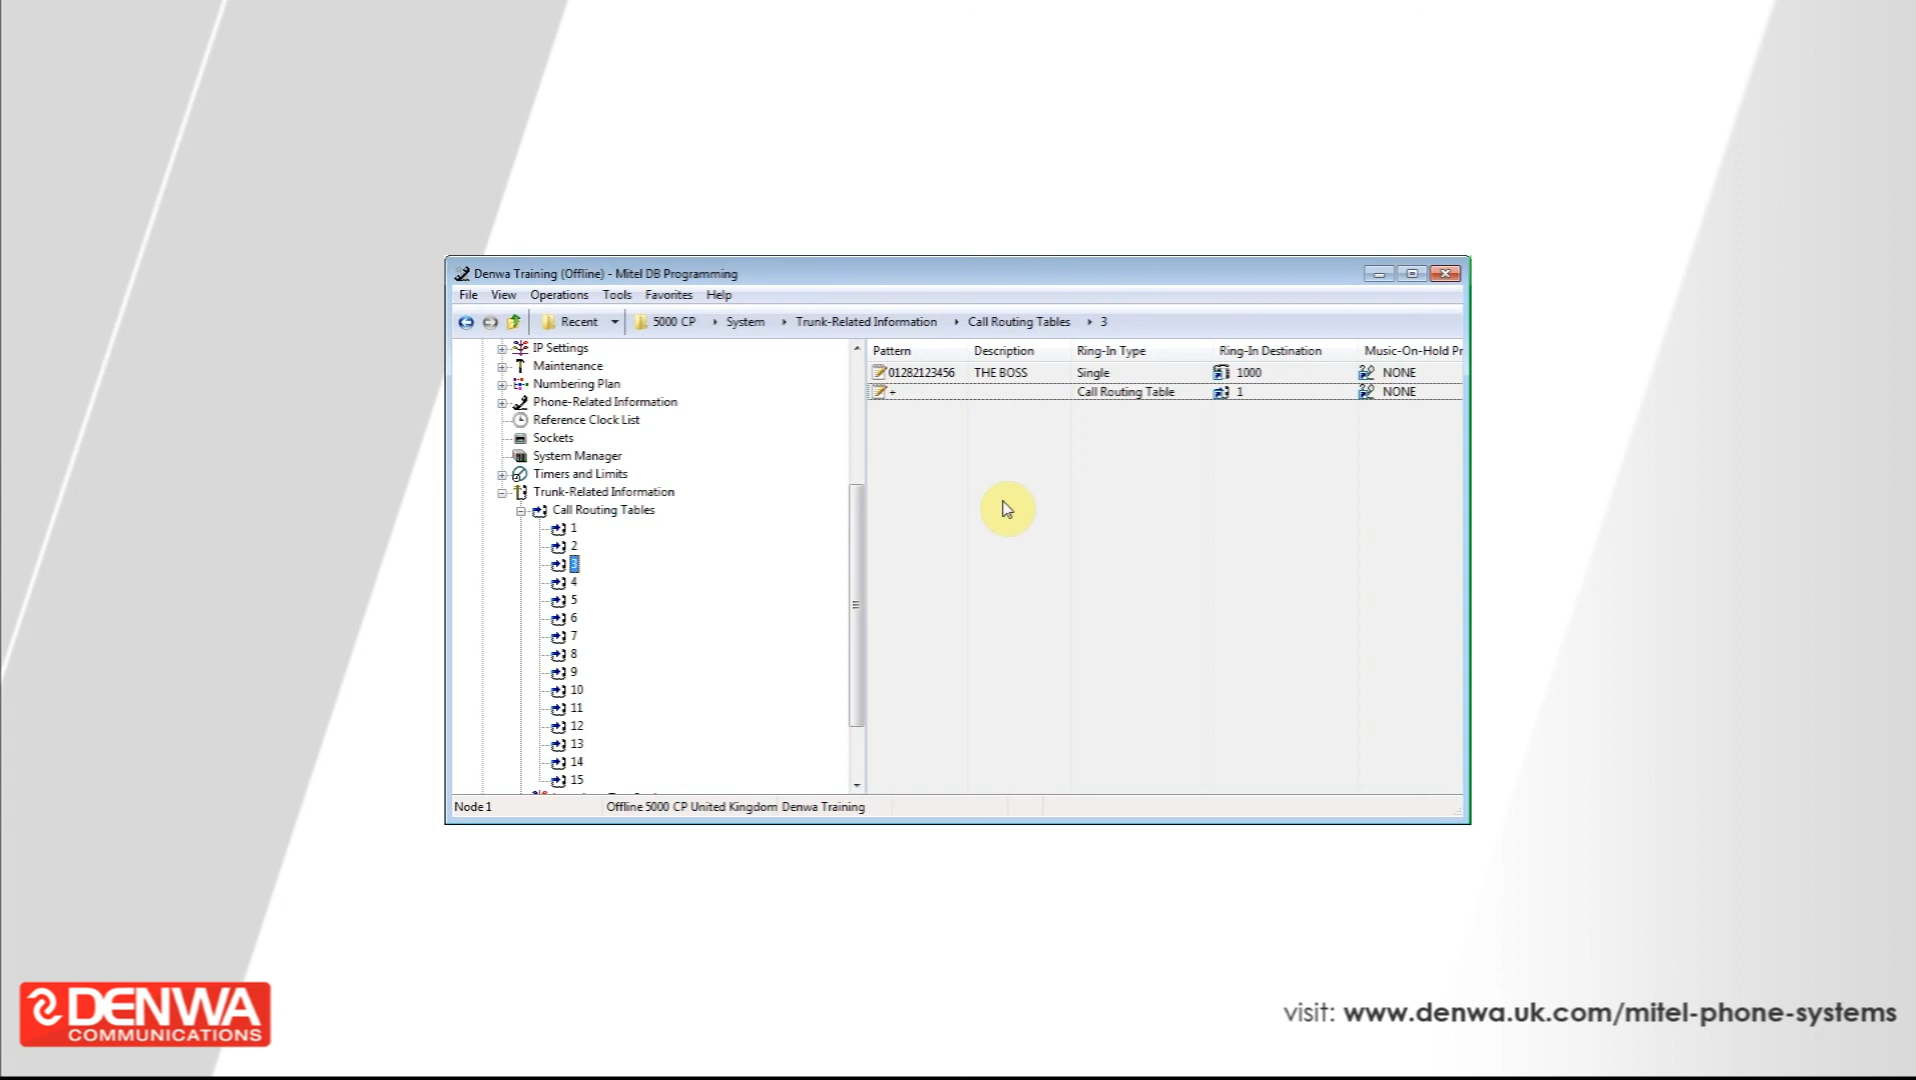 Denwa Training (Offline) - Mitel DB Programming
File View Operations Tools Favorites Help
Recent 5000 CP System Trunk-Related Information Call Routing Tables 3
IP Settings
Maintenance
Numbering Plan
Phone-Related Information
Reference Clock List
Sockets
System Manager
Timers and Limits
Trunk-Related Information
Call Routing Tables
1
2
3
4
5
6
7
8
9
10
11
12
13
14
15
Pattern Description Ring-In Type Ring-In Destination Music-On-Hold Pr
01282123456 THE BOSS Single 1000 NONE
+ Call Routing Table 1 NONE
Node 1 Offline 5000 CP United Kingdom Denwa Training
DENWA
COMMUNICATIONS
visit: www.denwa.uk.com/mitel-phone-systems